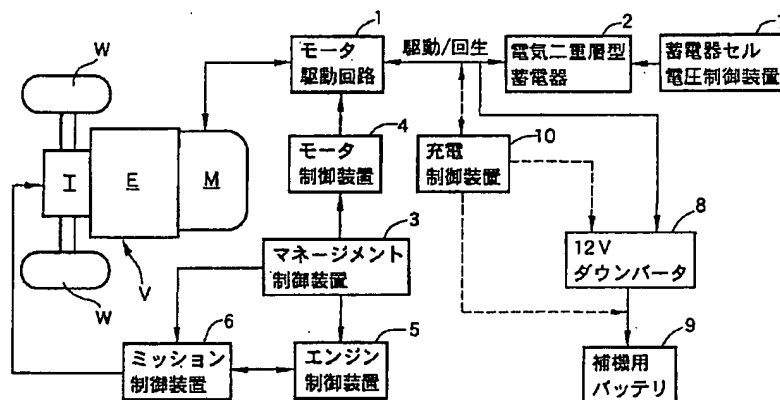 1
モータ
駆動回路
駆動/回生
2
電気二重層型
蓄電器
蓄電器セル
電圧制御装置
W
4
モータ
制御装置
10
充電
制御装置
I
E
M
3
マネージメント
制御装置
8
12V
ダウンバータ
W
V
6
ミッション
制御装置
5
エンジン
制御装置
9
補機用
バッテリ